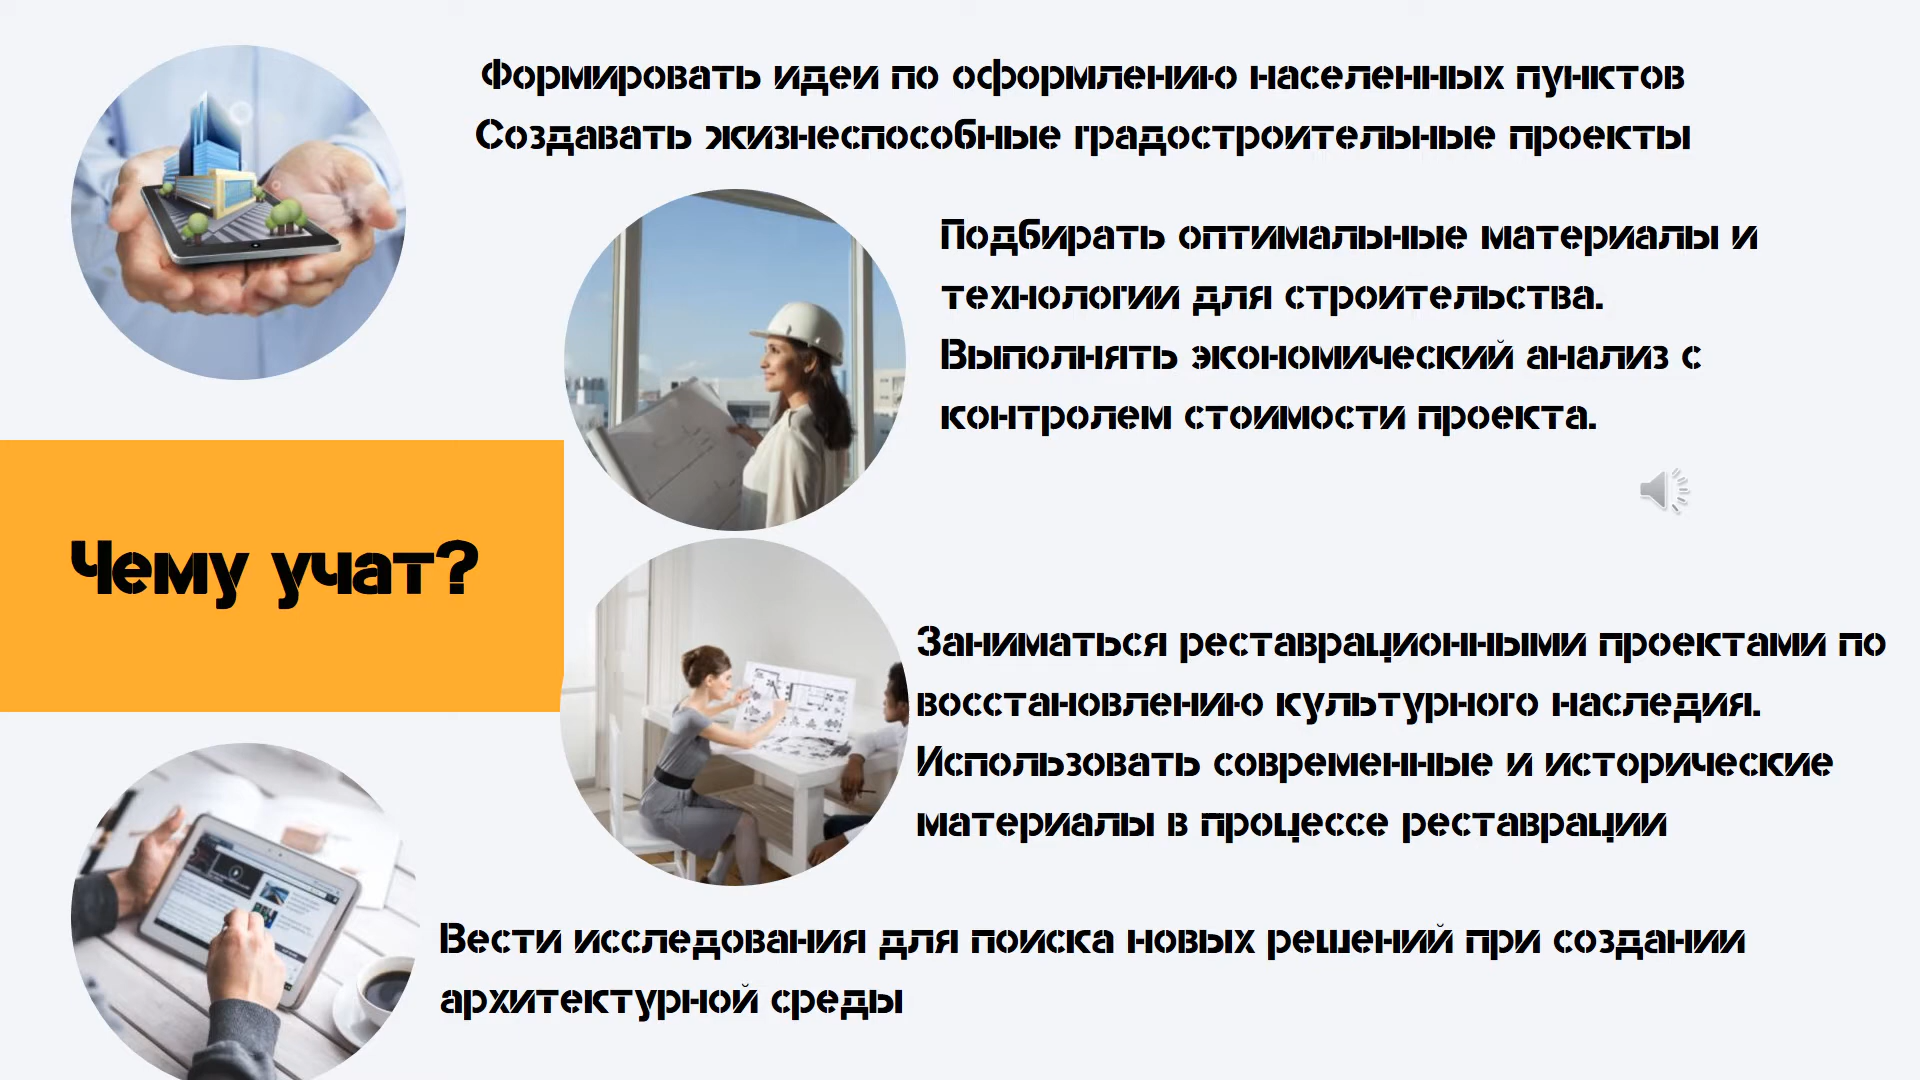 Формировать идеи по оформлению населенных пунктов
Создавать жизнеспособные градостроительные проекты
Подбирать оптимальные материалы и
технологии для строительства.
Выполнять экономический анализ с
контролем стоимости проекта.
Чему учат?
Заниматься реставрационными проектами по
восстановлению культурного наследия.
Использовать современные и исторические
материалы в процессе реставрации
Вести исследования для поиска новых решений при создании
архитектурной среды